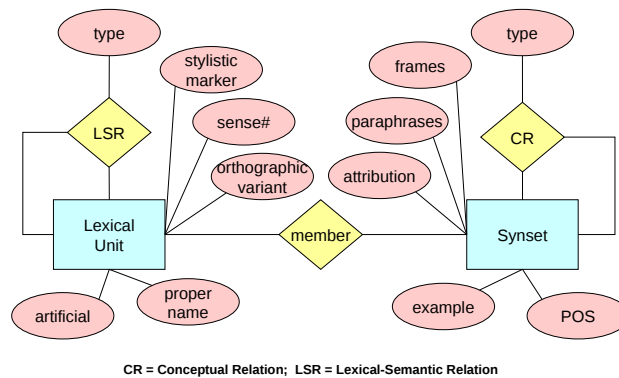 type
type
stylistic
marker
frames
LSR
sense#
paraphrases
CR
orthographic
variant
attribution
Lexical
Unit
member
Synset
artificial
proper
name
example
POS
CR = Conceptual Relation;  LSR = Lexical-Semantic Relation